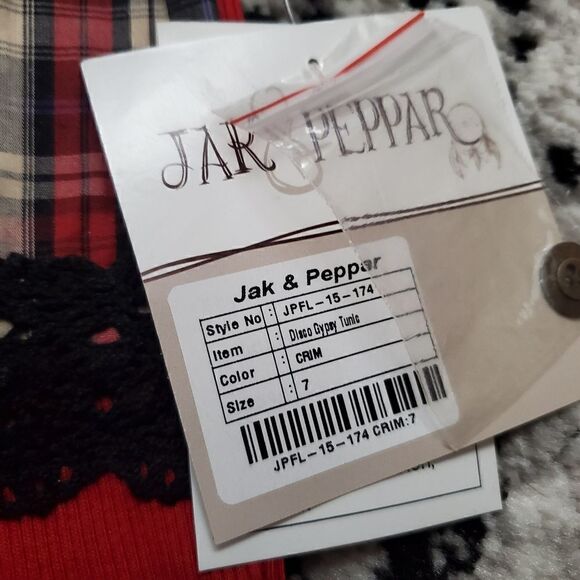 JAK & PEPPAR
Jak & Peppar
Style No : JPFL-15-174
Item : Disco Gypsy Tunic
Color : CRIM
Size : 7
JPFL-15-174 CRIM:7